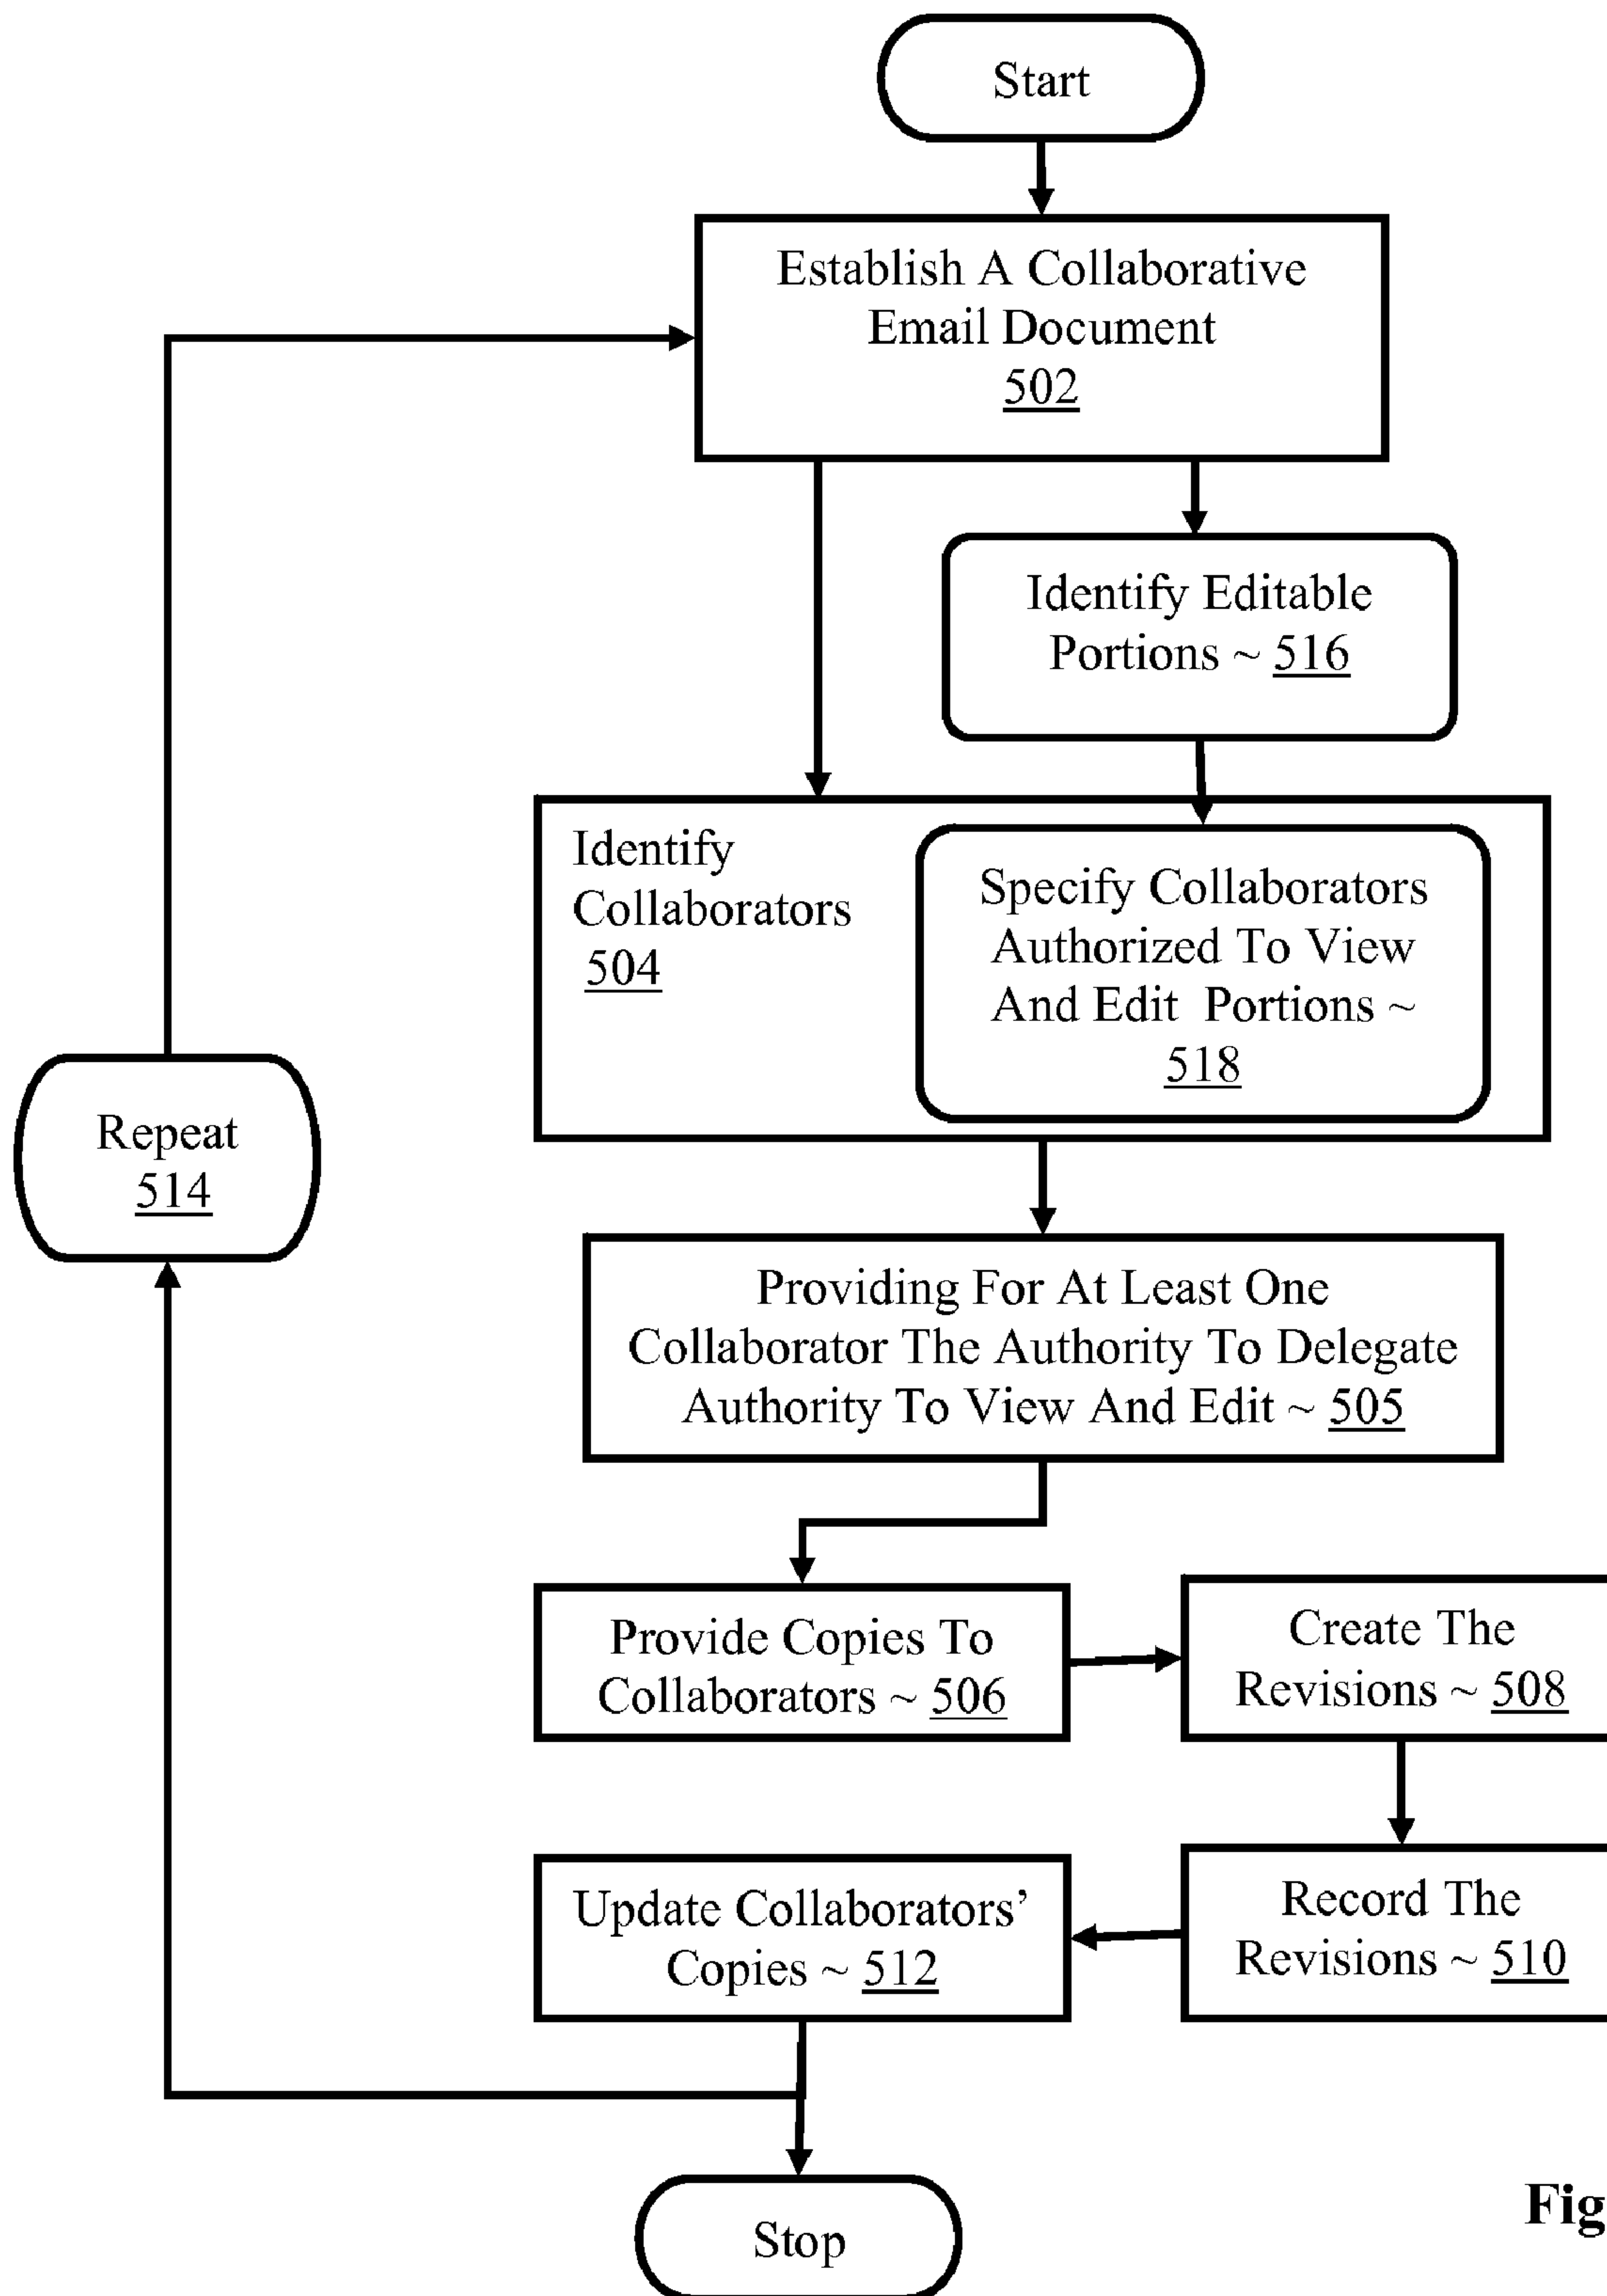 Start
Establish A Collaborative
Email Document
502
Identify Editable
Portions ~ 516
Identify
Collaborators
504
Specify Collaborators
Authorized To View
And Edit Portions ~
518
Repeat
514
Providing For At Least One
Collaborator The Authority To Delegate
Authority To View And Edit ~ 505
Provide Copies To
Collaborators ~ 506
Create The
Revisions ~ 508
Update Collaborators’
Copies ~ 512
Record The
Revisions ~ 510
Stop
Fig